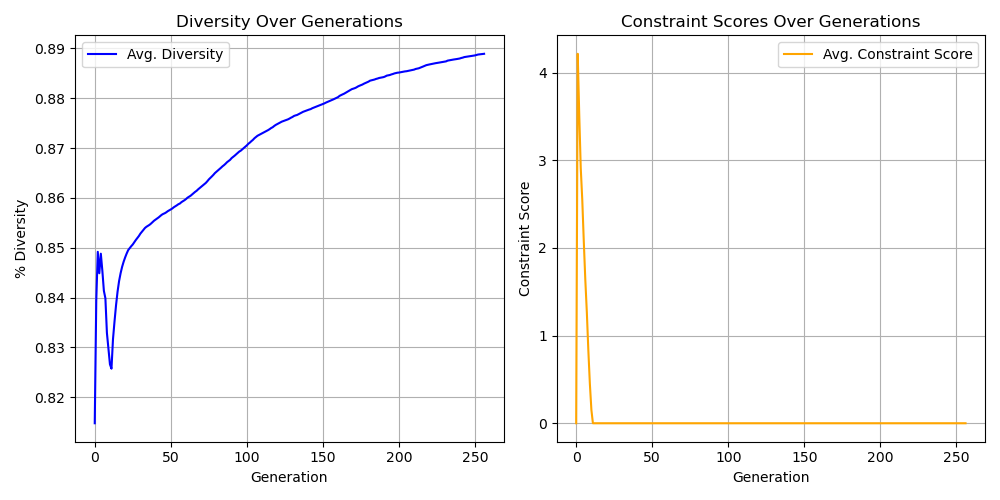 Diversity Over Generations
Avg. Diversity
% Diversity
0.89
0.88
0.87
0.86
0.85
0.84
0.83
0.82
0 50 100 150 200 250
Generation
Constraint Scores Over Generations
Avg. Constraint Score
Constraint Score
4
3
2
1
0
0 50 100 150 200 250
Generation